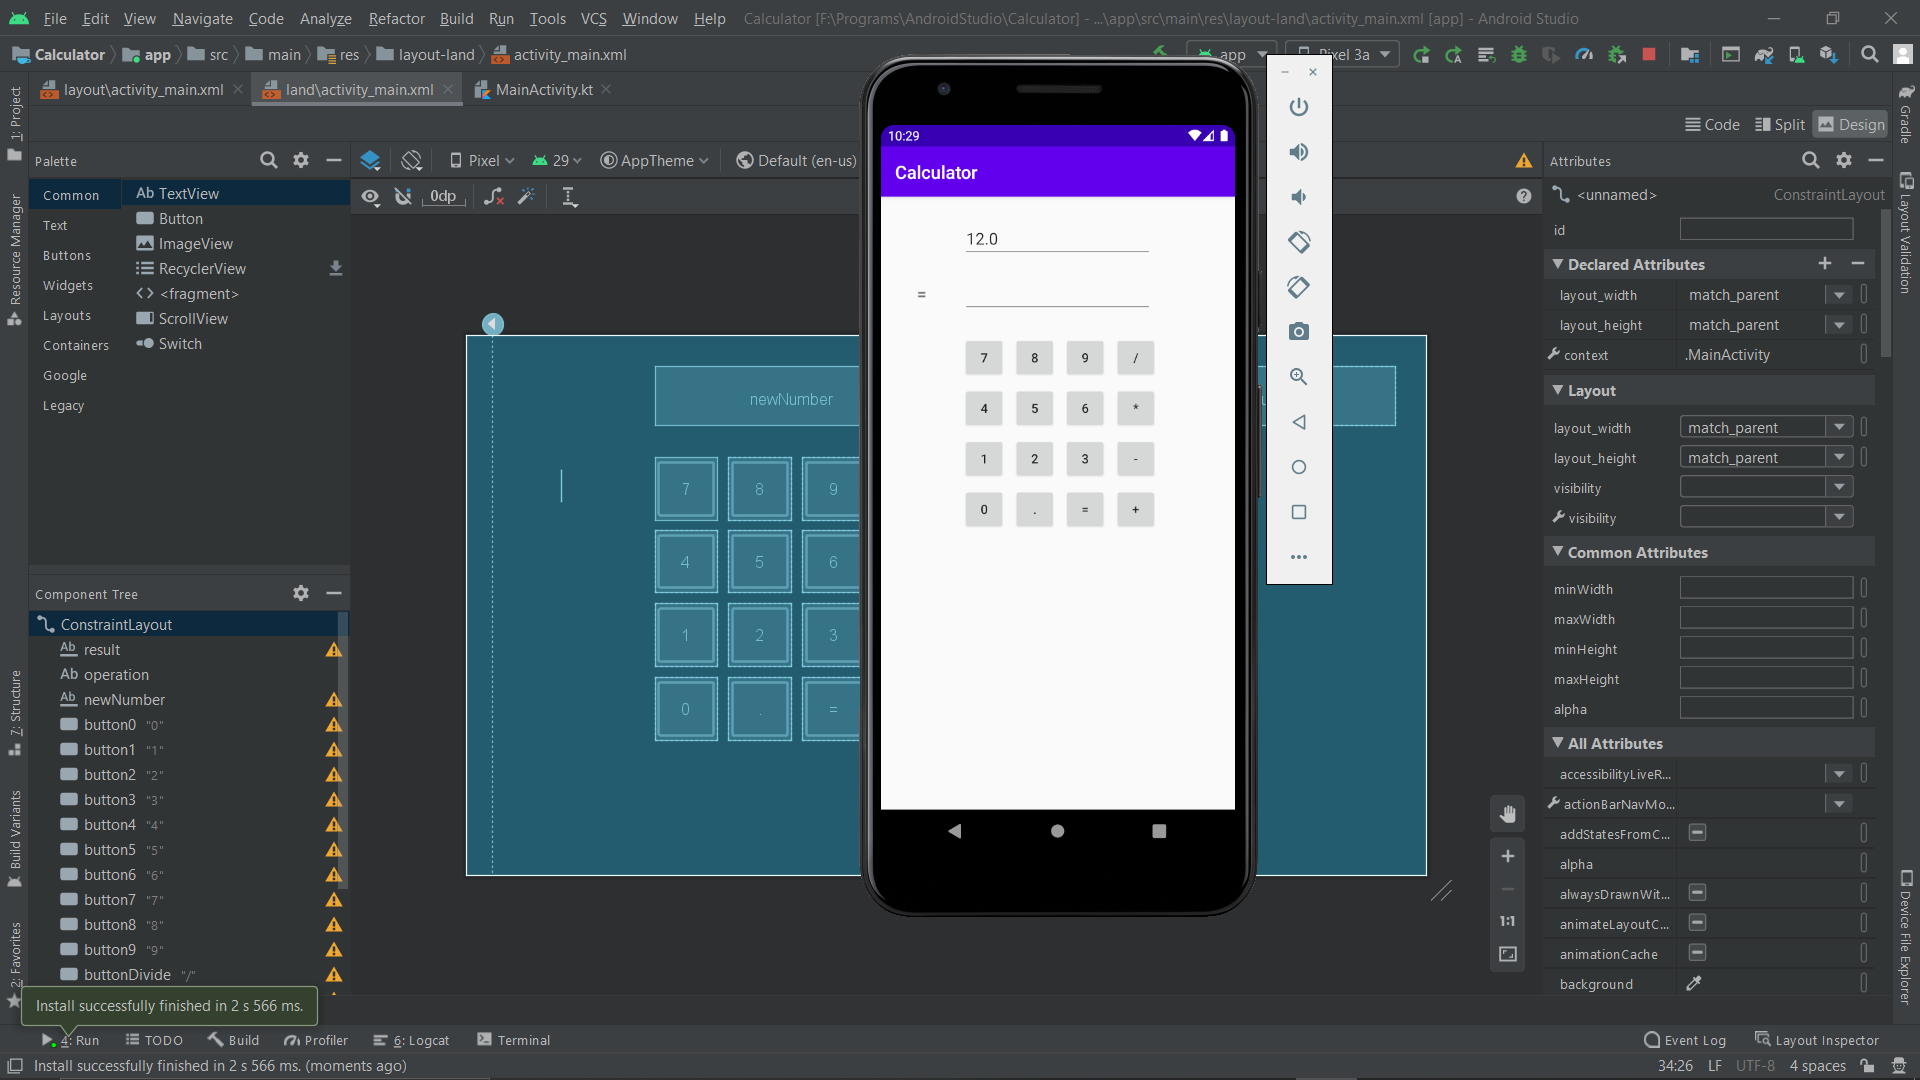 File Edit View Navigate Code Analyze Refactor Build Run Tools VCS Window Help Calculator [F:\Programs\AndroidStudio\Calculator] - ...\app\src\main\res\layout-land\activity_main.xml [app] - Android Studio
Calculator app src main res layout-land activity_main.xml app Pixel 3a
layout\activity_main.xml land\activity_main.xml MainActivity.kt
Code Split Design
Palette
Pixel 29 AppTheme Default (en-us)
0dp
Common
Text
Buttons
Widgets
Layouts
Containers
Google
Legacy
Ab TextView
Button
ImageView
RecyclerView
<fragment>
ScrollView
Switch
Component Tree
ConstraintLayout
Ab result
Ab operation
Ab newNumber
button0 "0"
button1 "1"
button2 "2"
button3 "3"
button4 "4"
button5 "5"
button6 "6"
button7 "7"
button8 "8"
button9 "9"
buttonDivide "/"
1: Project
Resource Manager
7: Structure
Build Variants
2: Favorites
newNumber
7 8 9
4 5 6
1 2 3
0 . =
10:29
Calculator
12.0
=
7 8 9 /
4 5 6 *
1 2 3 -
0 . = +
1:1
Attributes
<unnamed> ConstraintLayout
id
Declared Attributes
layout_width match_parent
layout_height match_parent
context .MainActivity
Layout
layout_width match_parent
layout_height match_parent
visibility
visibility
Common Attributes
minWidth
maxWidth
minHeight
maxHeight
alpha
All Attributes
accessibilityLiveR...
actionBarNavMo...
addStatesFromC...
alpha
alwaysDrawnWit...
animateLayoutC...
animationCache
background
Gradle
Layout Validation
Device File Explorer
Install successfully finished in 2 s 566 ms.
4: Run TODO Build Profiler 6: Logcat Terminal Event Log Layout Inspector
Install successfully finished in 2 s 566 ms. (moments ago) 34:26 LF UTF-8 4 spaces